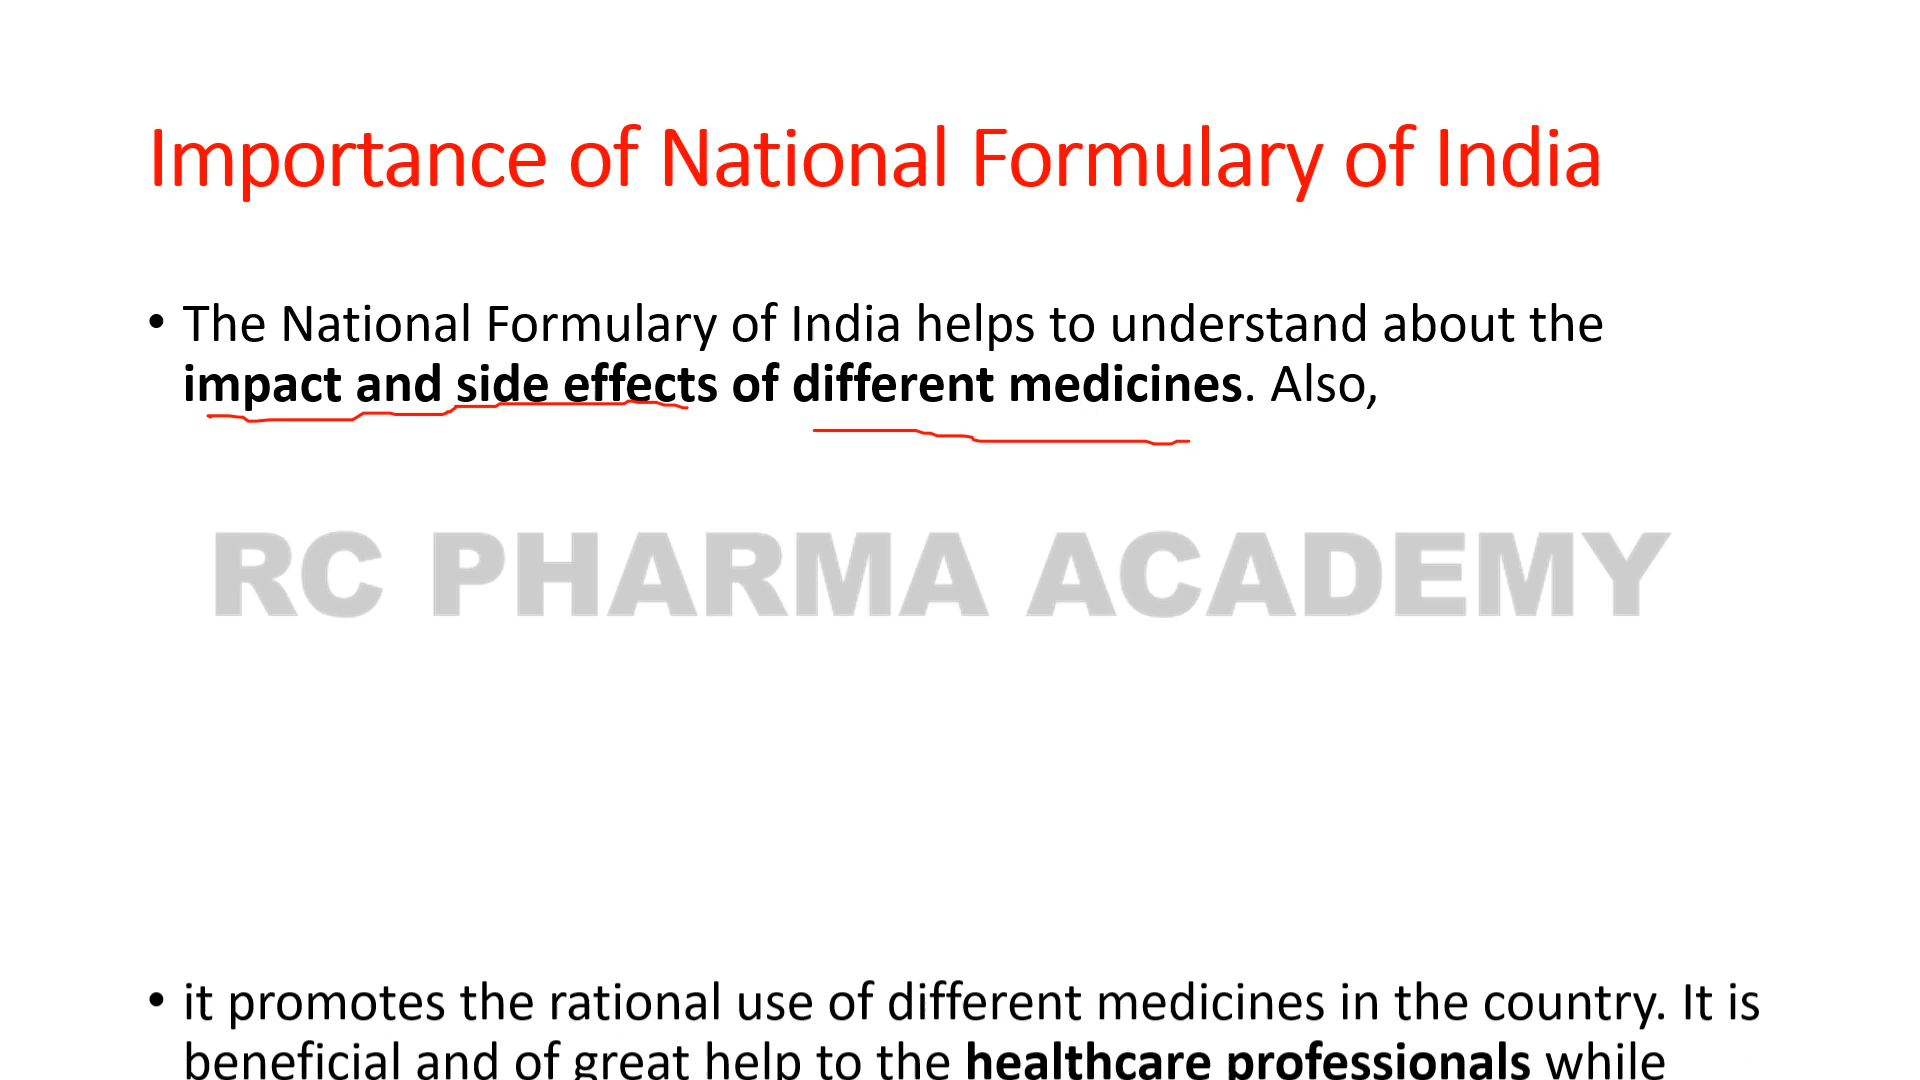 Importance of National Formulary of India
• The National Formulary of India helps to understand about the
impact and side effects of different medicines. Also,
RC PHARMA ACADEMY
• it promotes the rational use of different medicines in the country. It is
beneficial and of great help to the healthcare professionals while